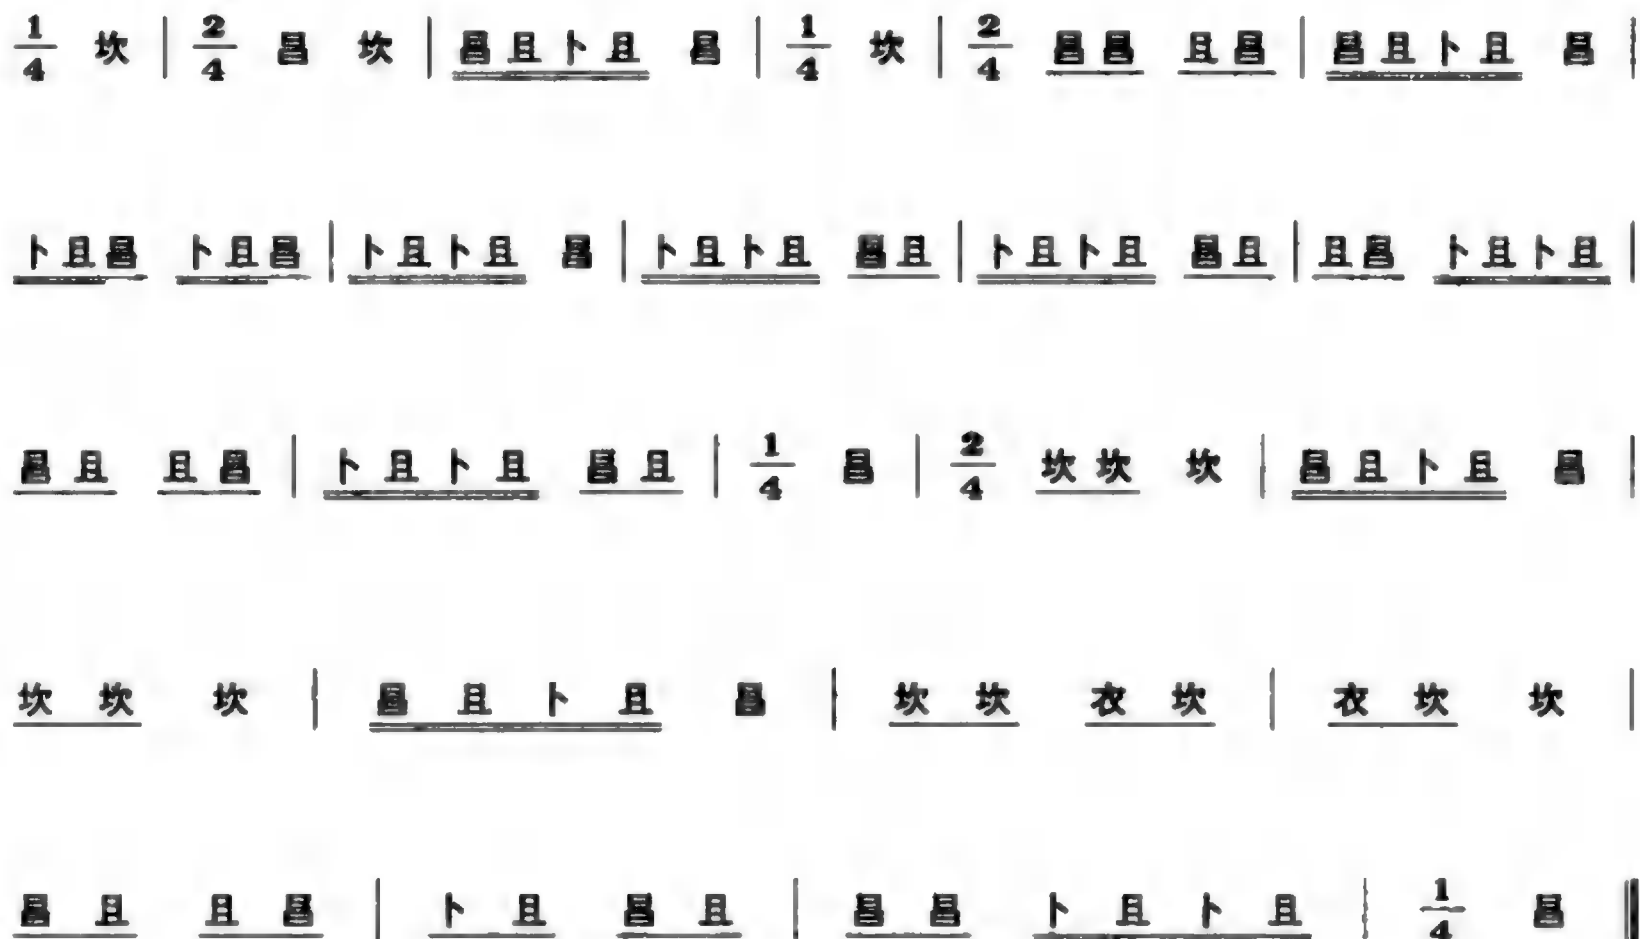 1/4 坎 | 2/4 昌 坎 | 昌且卜且 昌 | 1/4 坎 | 2/4 昌昌 且昌 | 昌且卜且 昌 |
卜且昌 卜且昌 | 卜且卜且 昌 | 卜且卜且 昌且 | 卜且卜且 昌且 | 且昌 卜且卜且 |
昌且 且昌 | 卜且卜且 昌且 | 1/4 昌 | 2/4 坎坎 坎 | 昌且卜且 昌 |
坎坎 坎 | 昌且卜且 昌 | 坎坎 衣坎 | 衣坎 坎 |
昌且 且昌 | 卜且 昌且 | 昌昌 卜且卜且 | 1/4 昌 ‖